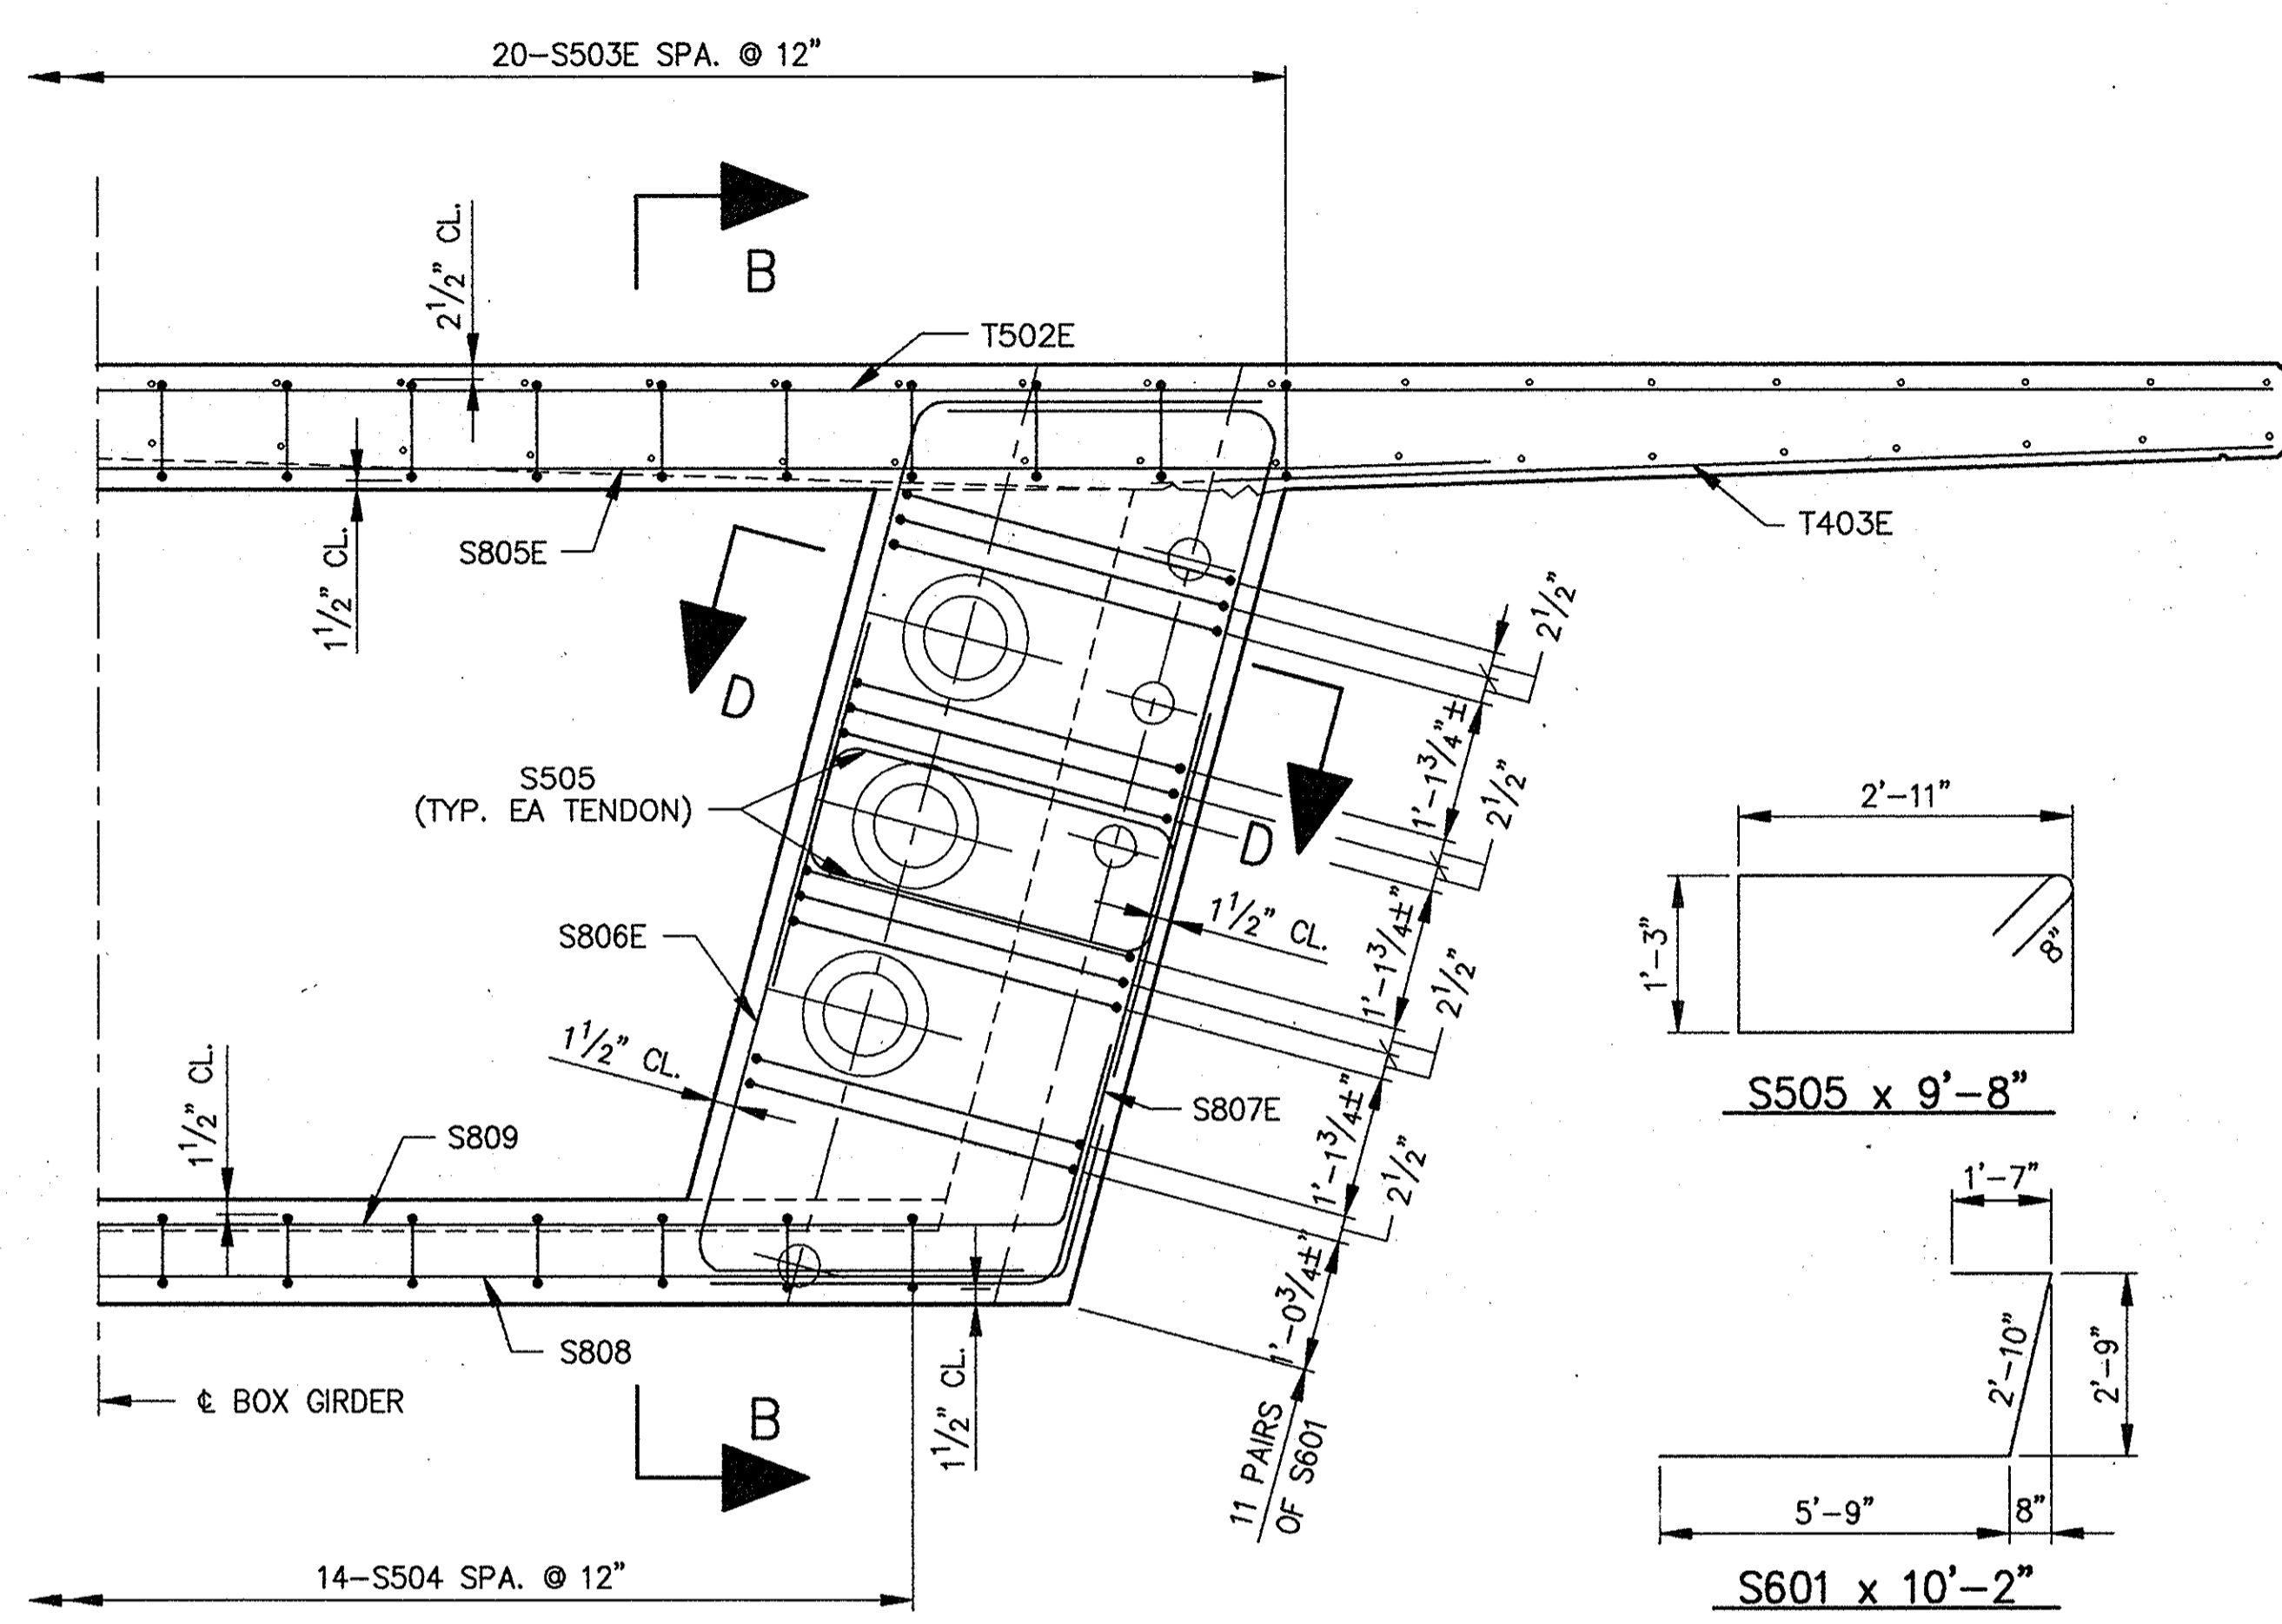 20-S503E SPA. @ 12"
2 1/2" CL.
B
T502E
1 1/2" CL.
S805E
T403E
D
2 1/2"
1'-1 3/4"±
2 1/2"
S505
(TYP. EA TENDON)
D
2'-11"
1'-3"
8"
S505 x 9'-8"
S806E
1 1/2" CL.
1'-1 3/4"±
2 1/2"
1 1/2" CL.
S807E
1'-1 3/4"±
2 1/2"
1 1/2" CL.
S809
1'-0 3/4"±
S808
1 1/2" CL.
℄ BOX GIRDER
B
11 PAIRS
OF S601
1'-7"
2'-10"
2'-9"
5'-9"
8"
S601 x 10'-2"
14-S504 SPA. @ 12"